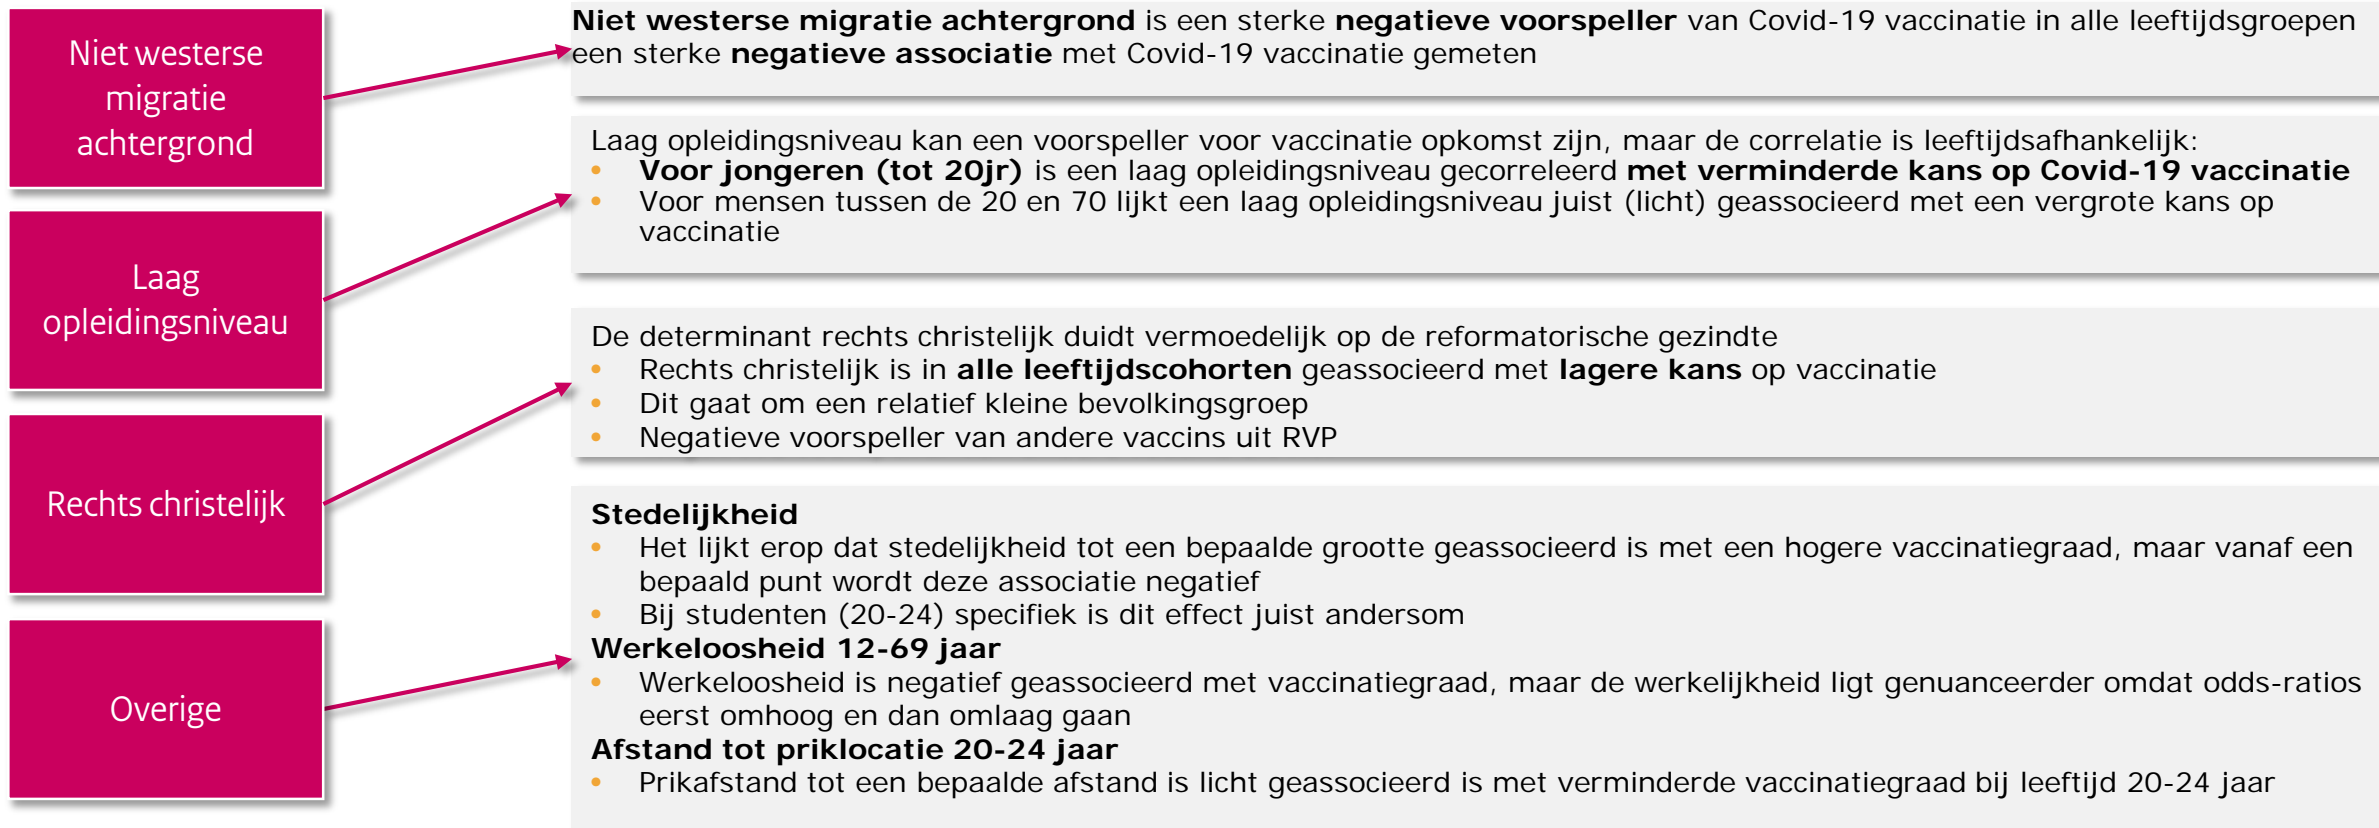 Niet westerse
migratie
achtergrond
Niet westerse migratie achtergrond is een sterke negatieve voorspeller van Covid-19 vaccinatie in alle leeftijdsgroepen
een sterke negatieve associatie met Covid-19 vaccinatie gemeten
Laag
opleidingsniveau
Laag opleidingsniveau kan een voorspeller voor vaccinatie opkomst zijn, maar de correlatie is leeftijdsafhankelijk:
• Voor jongeren (tot 20jr) is een laag opleidingsniveau gecorreleerd met verminderde kans op Covid-19 vaccinatie
• Voor mensen tussen de 20 en 70 lijkt een laag opleidingsniveau juist (licht) geassocieerd met een vergrote kans op
vaccinatie
Rechts christelijk
De determinant rechts christelijk duidt vermoedelijk op de reformatorische gezindte
• Rechts christelijk is in alle leeftijdscohorten geassocieerd met lagere kans op vaccinatie
• Dit gaat om een relatief kleine bevolkingsgroep
• Negatieve voorspeller van andere vaccins uit RVP
Overige
Stedelijkheid
• Het lijkt erop dat stedelijkheid tot een bepaalde grootte geassocieerd is met een hogere vaccinatiegraad, maar vanaf een
bepaald punt wordt deze associatie negatief
• Bij studenten (20-24) specifiek is dit effect juist andersom
Werkeloosheid 12-69 jaar
• Werkeloosheid is negatief geassocieerd met vaccinatiegraad, maar de werkelijkheid ligt genuanceerder omdat odds-ratios
eerst omhoog en dan omlaag gaan
Afstand tot priklocatie 20-24 jaar
• Prikafstand tot een bepaalde afstand is licht geassocieerd is met verminderde vaccinatiegraad bij leeftijd 20-24 jaar